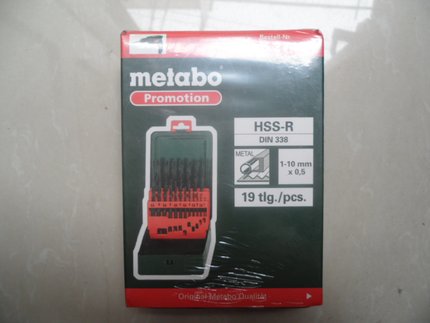 Bestell-Nr.
metabo
Promotion
HSS-R
DIN 338
METAL
1-10 mm
x 0,5
19 tlg./pcs.
Original Metabo Qualität